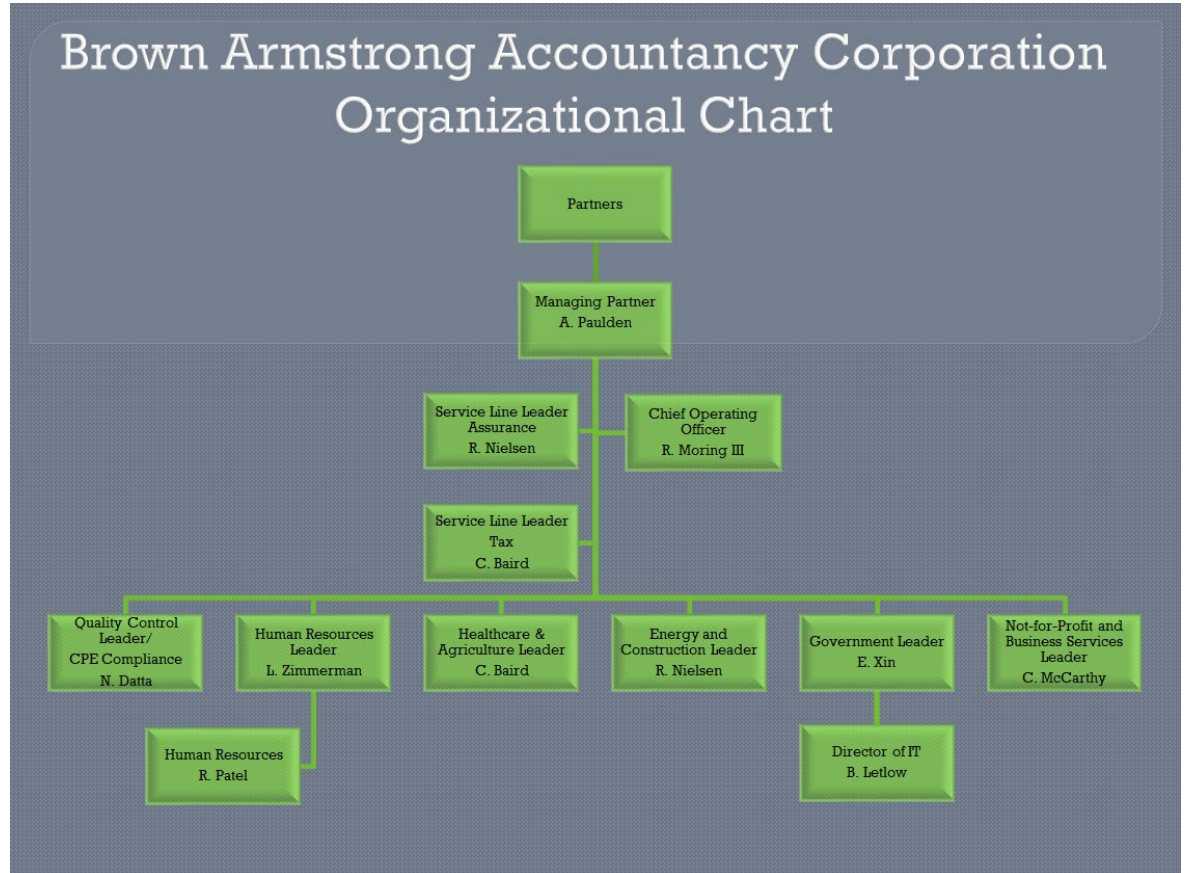 Brown Armstrong Accountancy Corporation
Organizational Chart
Partners
Managing Partner
A. Paulden
Service Line Leader
Assurance
R. Nielsen
Chief Operating
Officer
R. Moring III
Service Line Leader
Tax
C. Baird
Quality Control
Leader/
CPE Compliance
N. Datta
Human Resources
Leader
L. Zimmerman
Healthcare &
Agriculture Leader
C. Baird
Energy and
Construction Leader
R. Nielsen
Government Leader
E. Xin
Not-for-Profit and
Business Services
Leader
C. McCarthy
Human Resources
R. Patel
Director of IT
B. Letlow